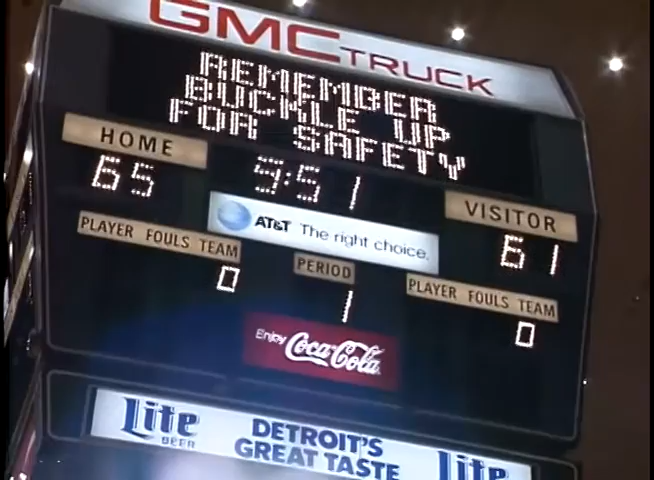 GMC TRUCK
REMEMBER
BUCKLE UP
FOR SAFETY
HOME
65
9:51
VISITOR
61
AT&T The right choice.
PLAYER FOULS TEAM
0
PERIOD
1
PLAYER FOULS TEAM
0
Enjoy
Coca-Cola
Lite
BEER
DETROIT'S
GREAT TASTE
Lite